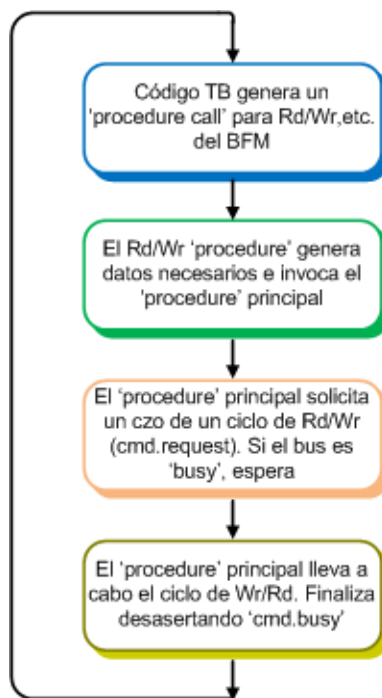 Código TB genera un
'procedure call' para Rd/Wr,etc.
del BFM
El Rd/Wr 'procedure' genera
datos necesarios e invoca el
'procedure' principal
El 'procedure' principal solicita
un czo de un ciclo de Rd/Wr
(cmd.request). Si el bus es
'busy', espera
El 'procedure' principal lleva a
cabo el ciclo de Wr/Rd. Finaliza
desasertando 'cmd.busy'